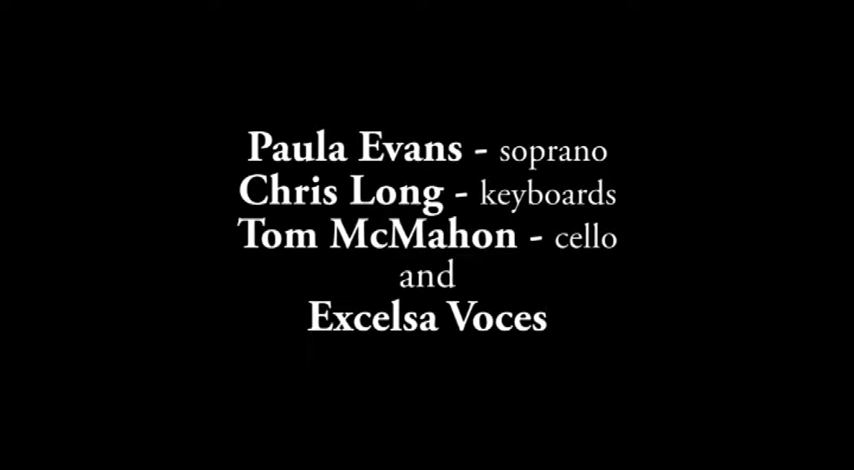 Paula Evans - soprano
Chris Long - keyboards
Tom McMahon - cello
and
Excelsa Voces